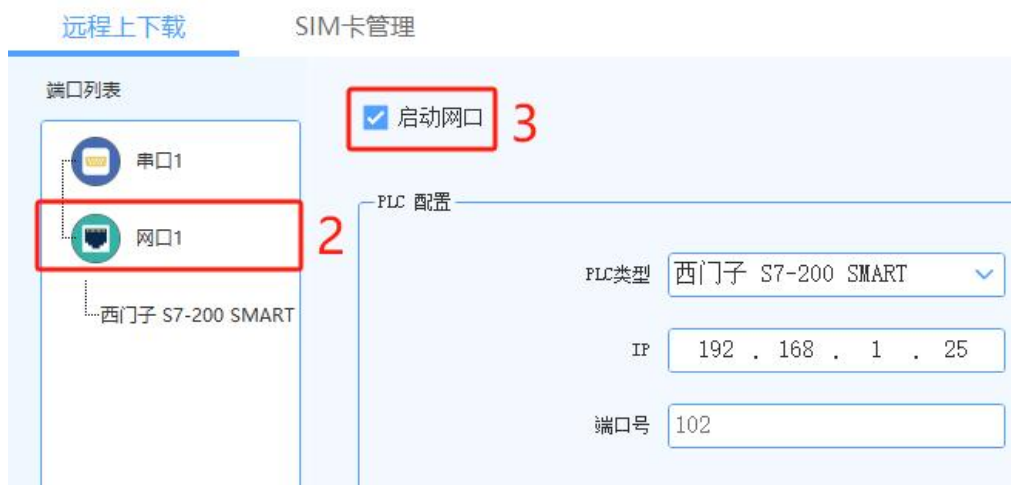 远程上下载 SIM卡管理
端口列表
启动网口 3
串口1
PLC 配置
网口1 2
PLC类型 西门子 S7-200 SMART
西门子 S7-200 SMART
IP 192 . 168 . 1 . 25
端口号 102